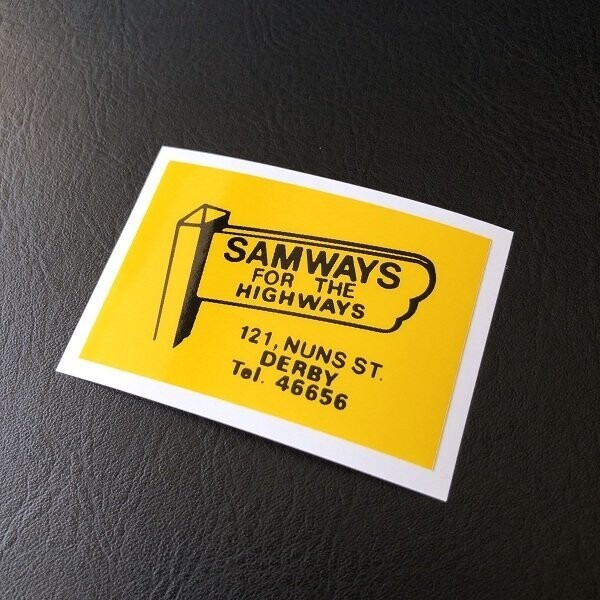 SAMWAYS
FOR THE
HIGHWAYS
121, NUNS ST.
DERBY
Tel. 46656